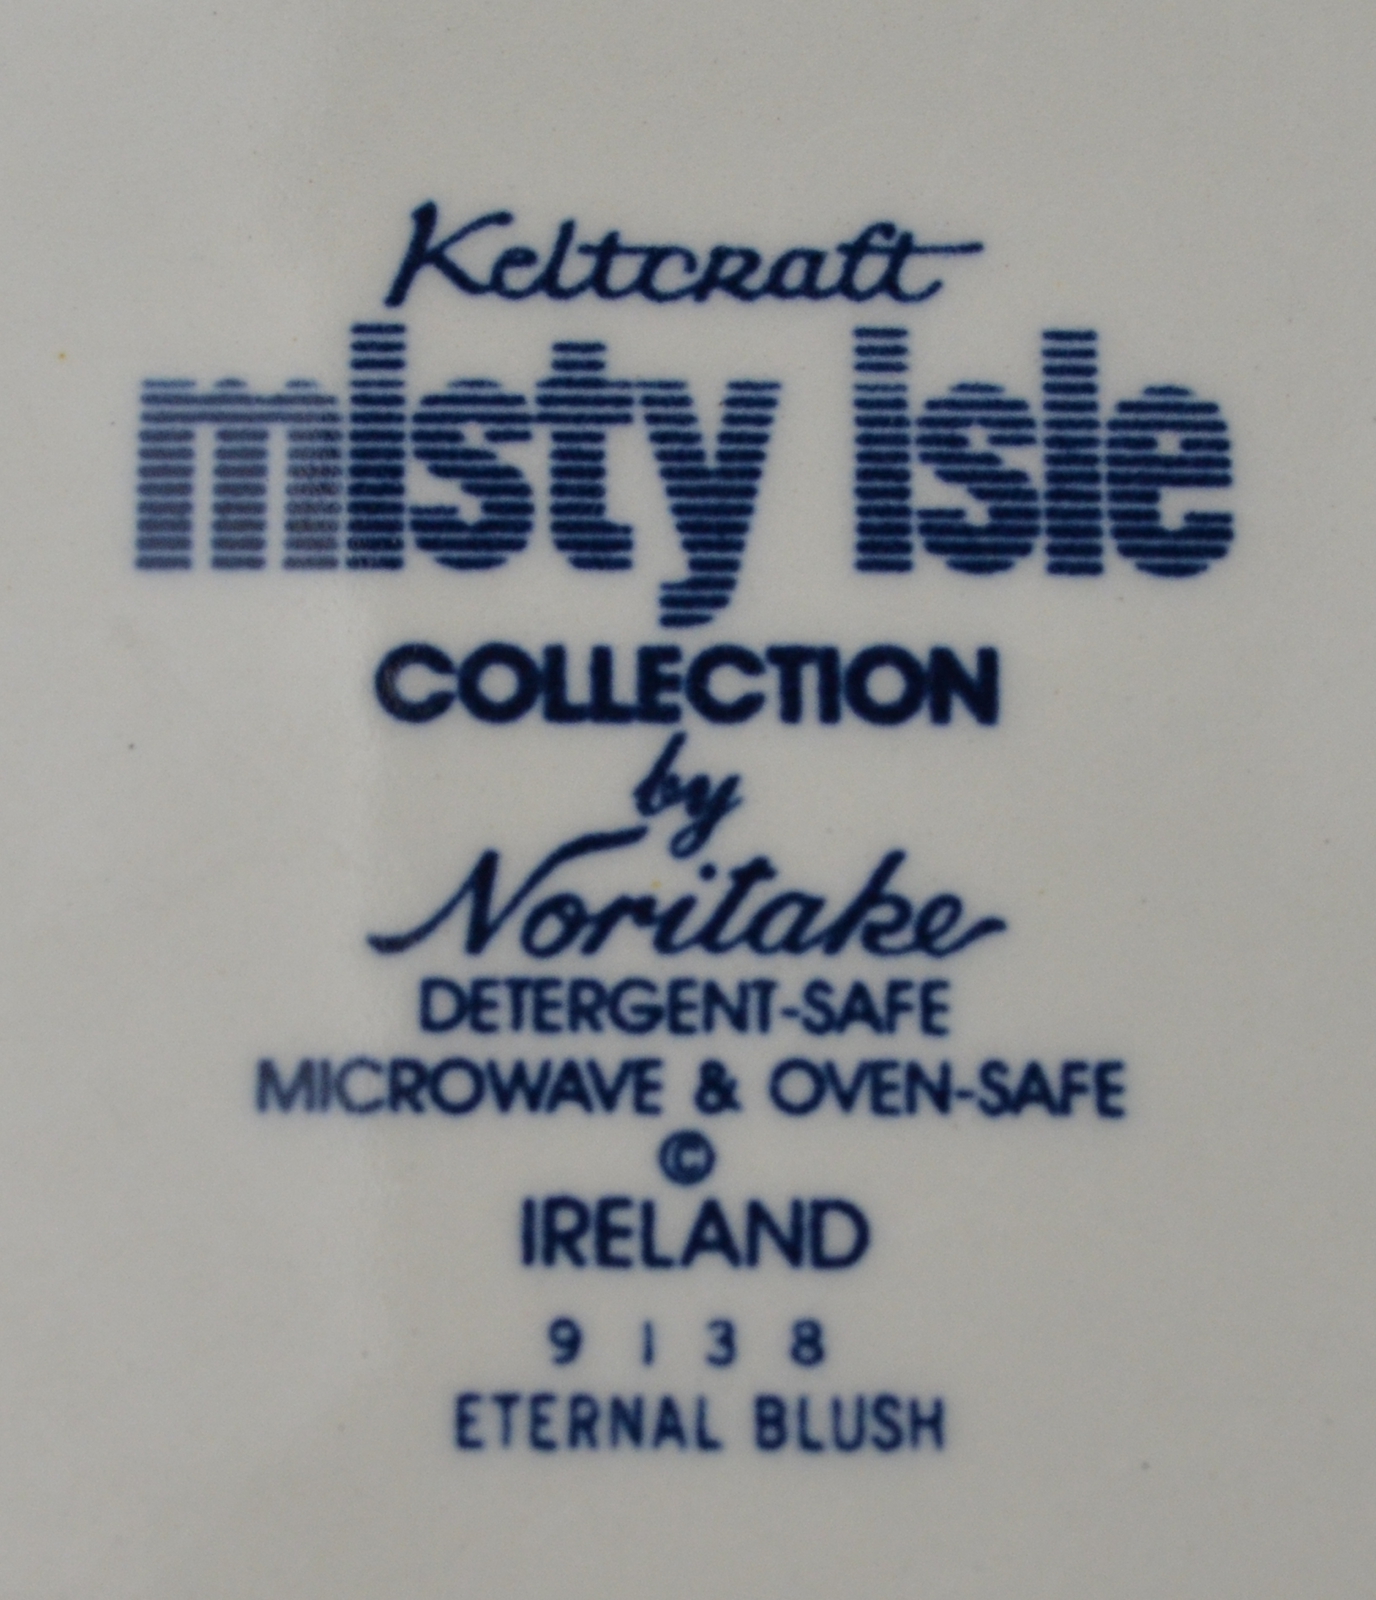 Keltcraft
misty isle
COLLECTION
by
Noritake
DETERGENT-SAFE
MICROWAVE & OVEN-SAFE
©
IRELAND
9138
ETERNAL BLUSH